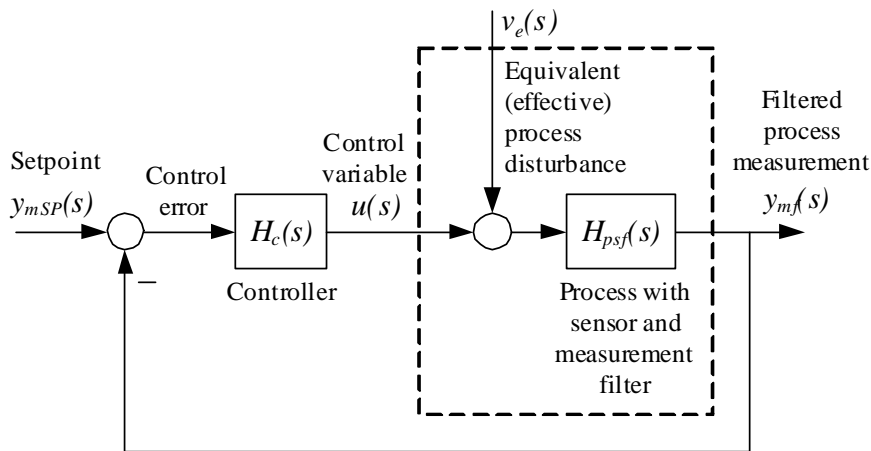 v_e(s)
Equivalent
(effective)
process
disturbance
Filtered
process
measurement
y_mf(s)
Setpoint
y_mSP(s)
Control
error
Control
variable
u(s)
H_c(s)
Controller
H_psf(s)
Process with
sensor and
measurement
filter
−